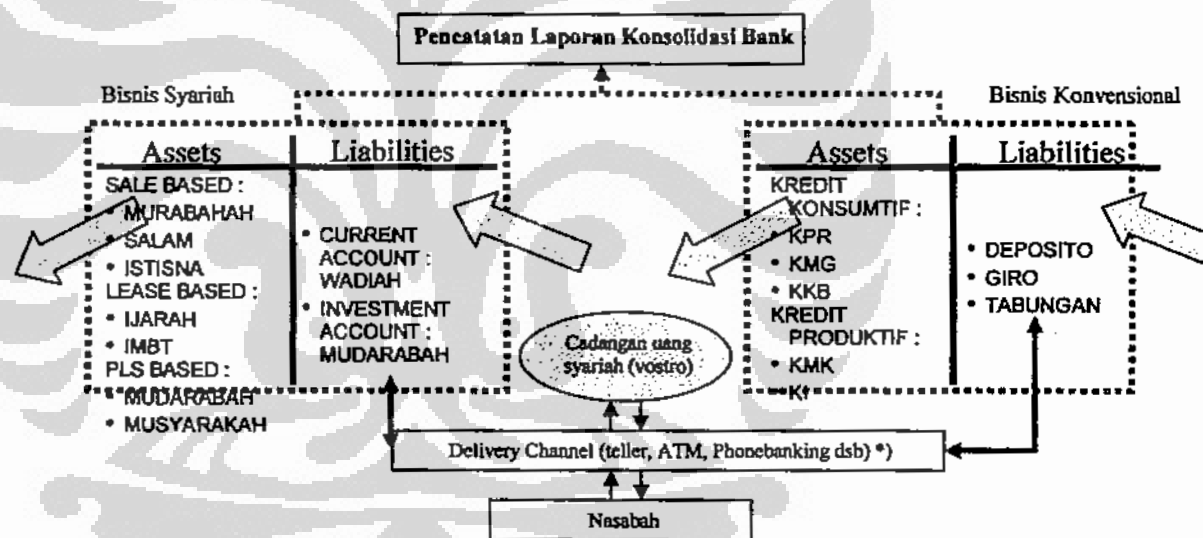 Pencatatan Laporan Konsolidasi Bank
Bisnis Syariah
Assets
Liabilities
SALE BASED :
• MURABAHAH
• SALAM
• ISTISNA
LEASE BASED :
• IJARAH
• IMBT
PLS BASED :
• MUDARABAH
• MUSYARAKAH
• CURRENT
ACCOUNT :
WADIAH
• INVESTMENT
ACCOUNT :
MUDARABAH
Cadangan uang
syariah (vostro)
Bisnis Konvensional
Assets
Liabilities
KREDIT
KONSUMTIF :
• KPR
• KMG
• KKB
KREDIT
PRODUKTIF :
• KMK
• KI
• DEPOSITO
• GIRO
• TABUNGAN
Delivery Channel (teller, ATM, Phonebanking dsb) *)
Nasabah